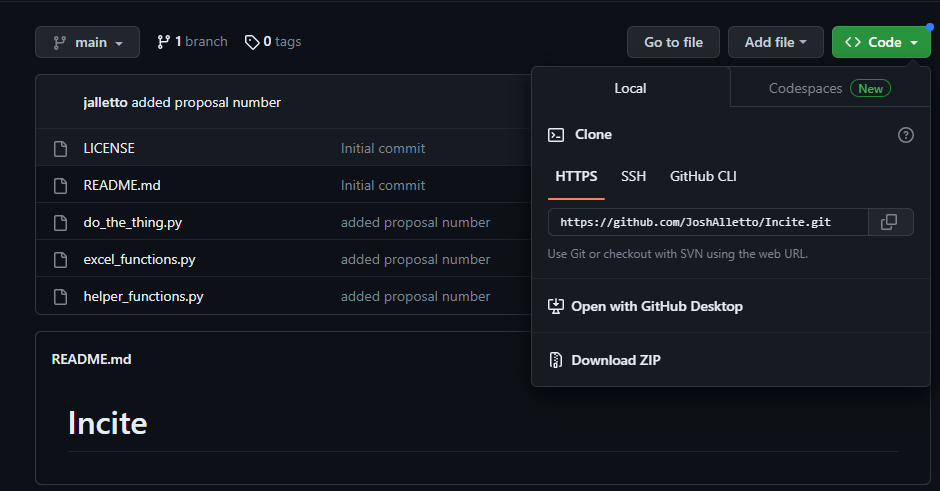 main 1 branch 0 tags Go to file Add file Code
jalletto added proposal number
LICENSE Initial commit
README.md Initial commit
do_the_thing.py added proposal number
excel_functions.py added proposal number
helper_functions.py added proposal number
Local Codespaces New
Clone
HTTPS SSH GitHub CLI
https://github.com/JoshAlletto/Incite.git
Use Git or checkout with SVN using the web URL.
Open with GitHub Desktop
Download ZIP
README.md
Incite